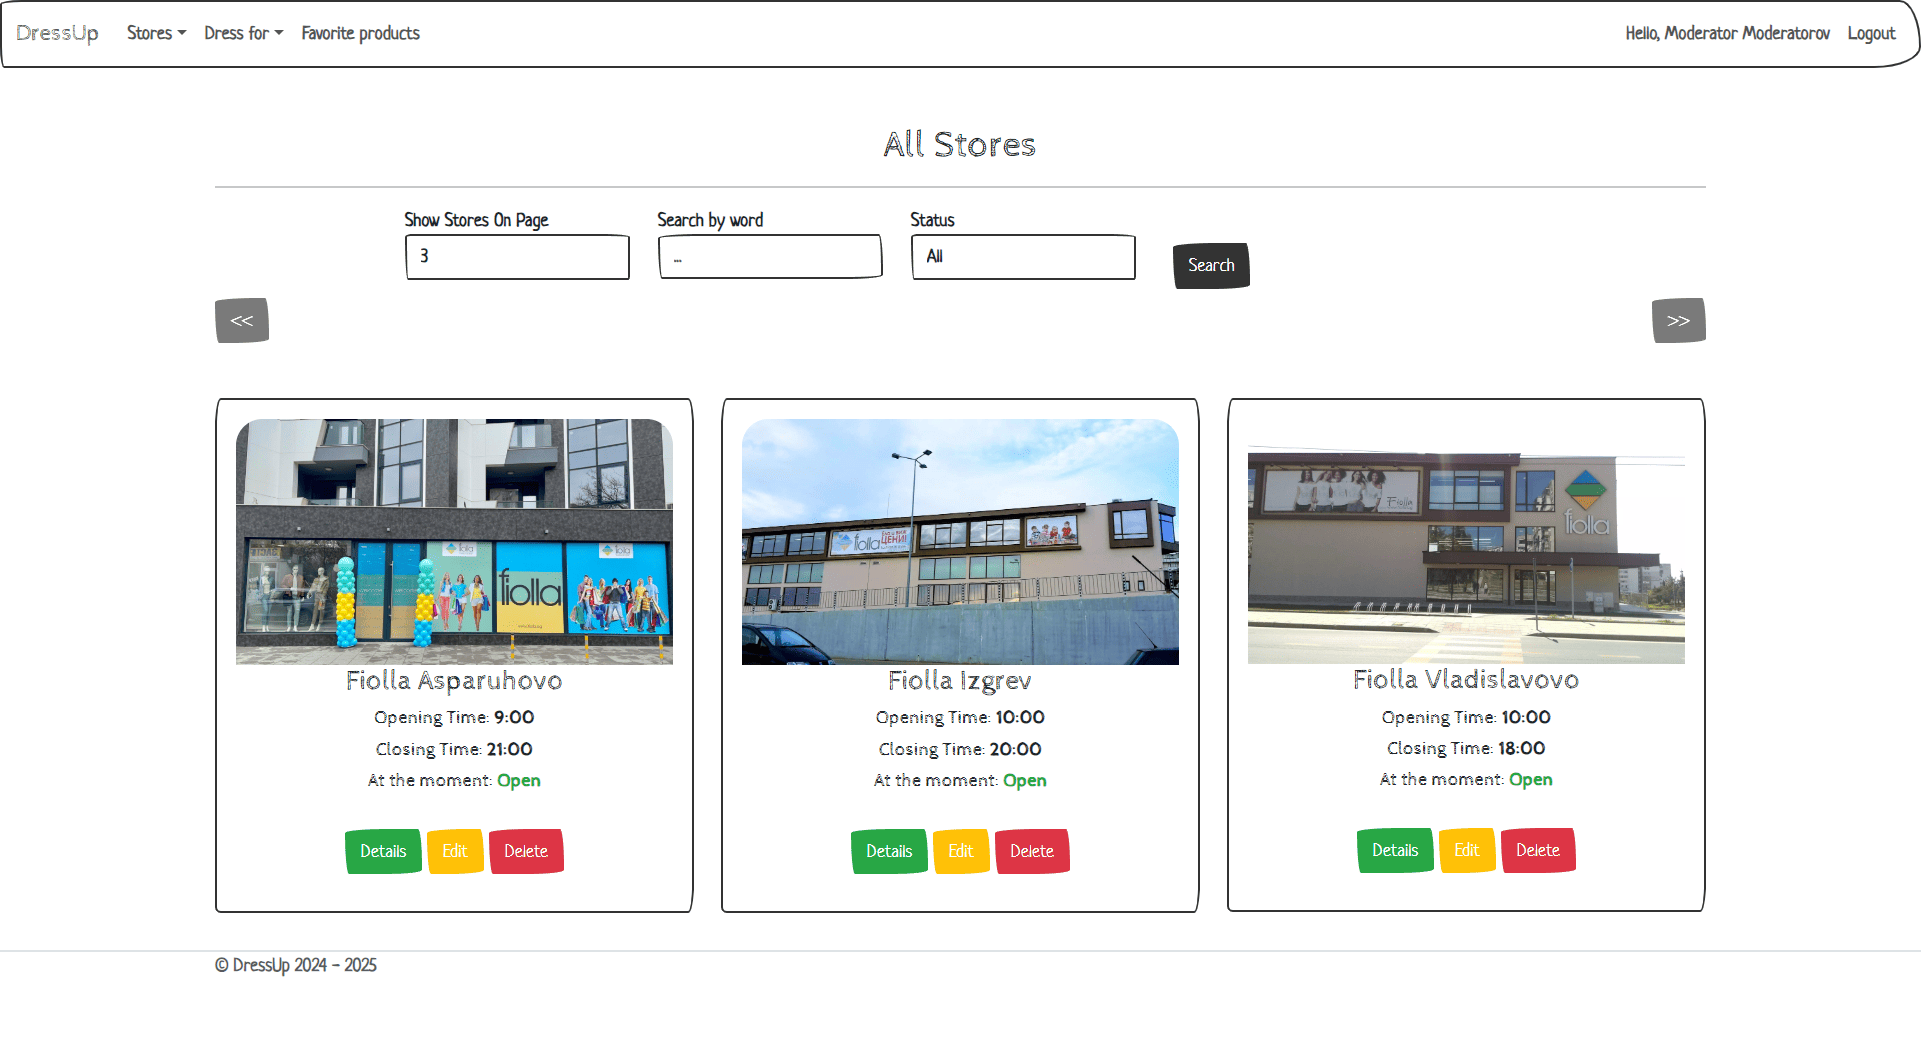 DressUp Stores Dress for Favorite products Hello, Moderator Moderatorov Logout
All Stores
Show Stores On Page Search by word Status
3 ... All Search
<< >>
fiolla
fiolla
fiolla
fiolla ЦЕНИ!
Fiolla
fiolla
Fiolla Asparuhovo
Opening Time: 9:00
Closing Time: 21:00
At the moment: Open
Details Edit Delete
Fiolla Izgrev
Opening Time: 10:00
Closing Time: 20:00
At the moment: Open
Details Edit Delete
Fiolla Vladislavovo
Opening Time: 10:00
Closing Time: 18:00
At the moment: Open
Details Edit Delete
© DressUp 2024 - 2025